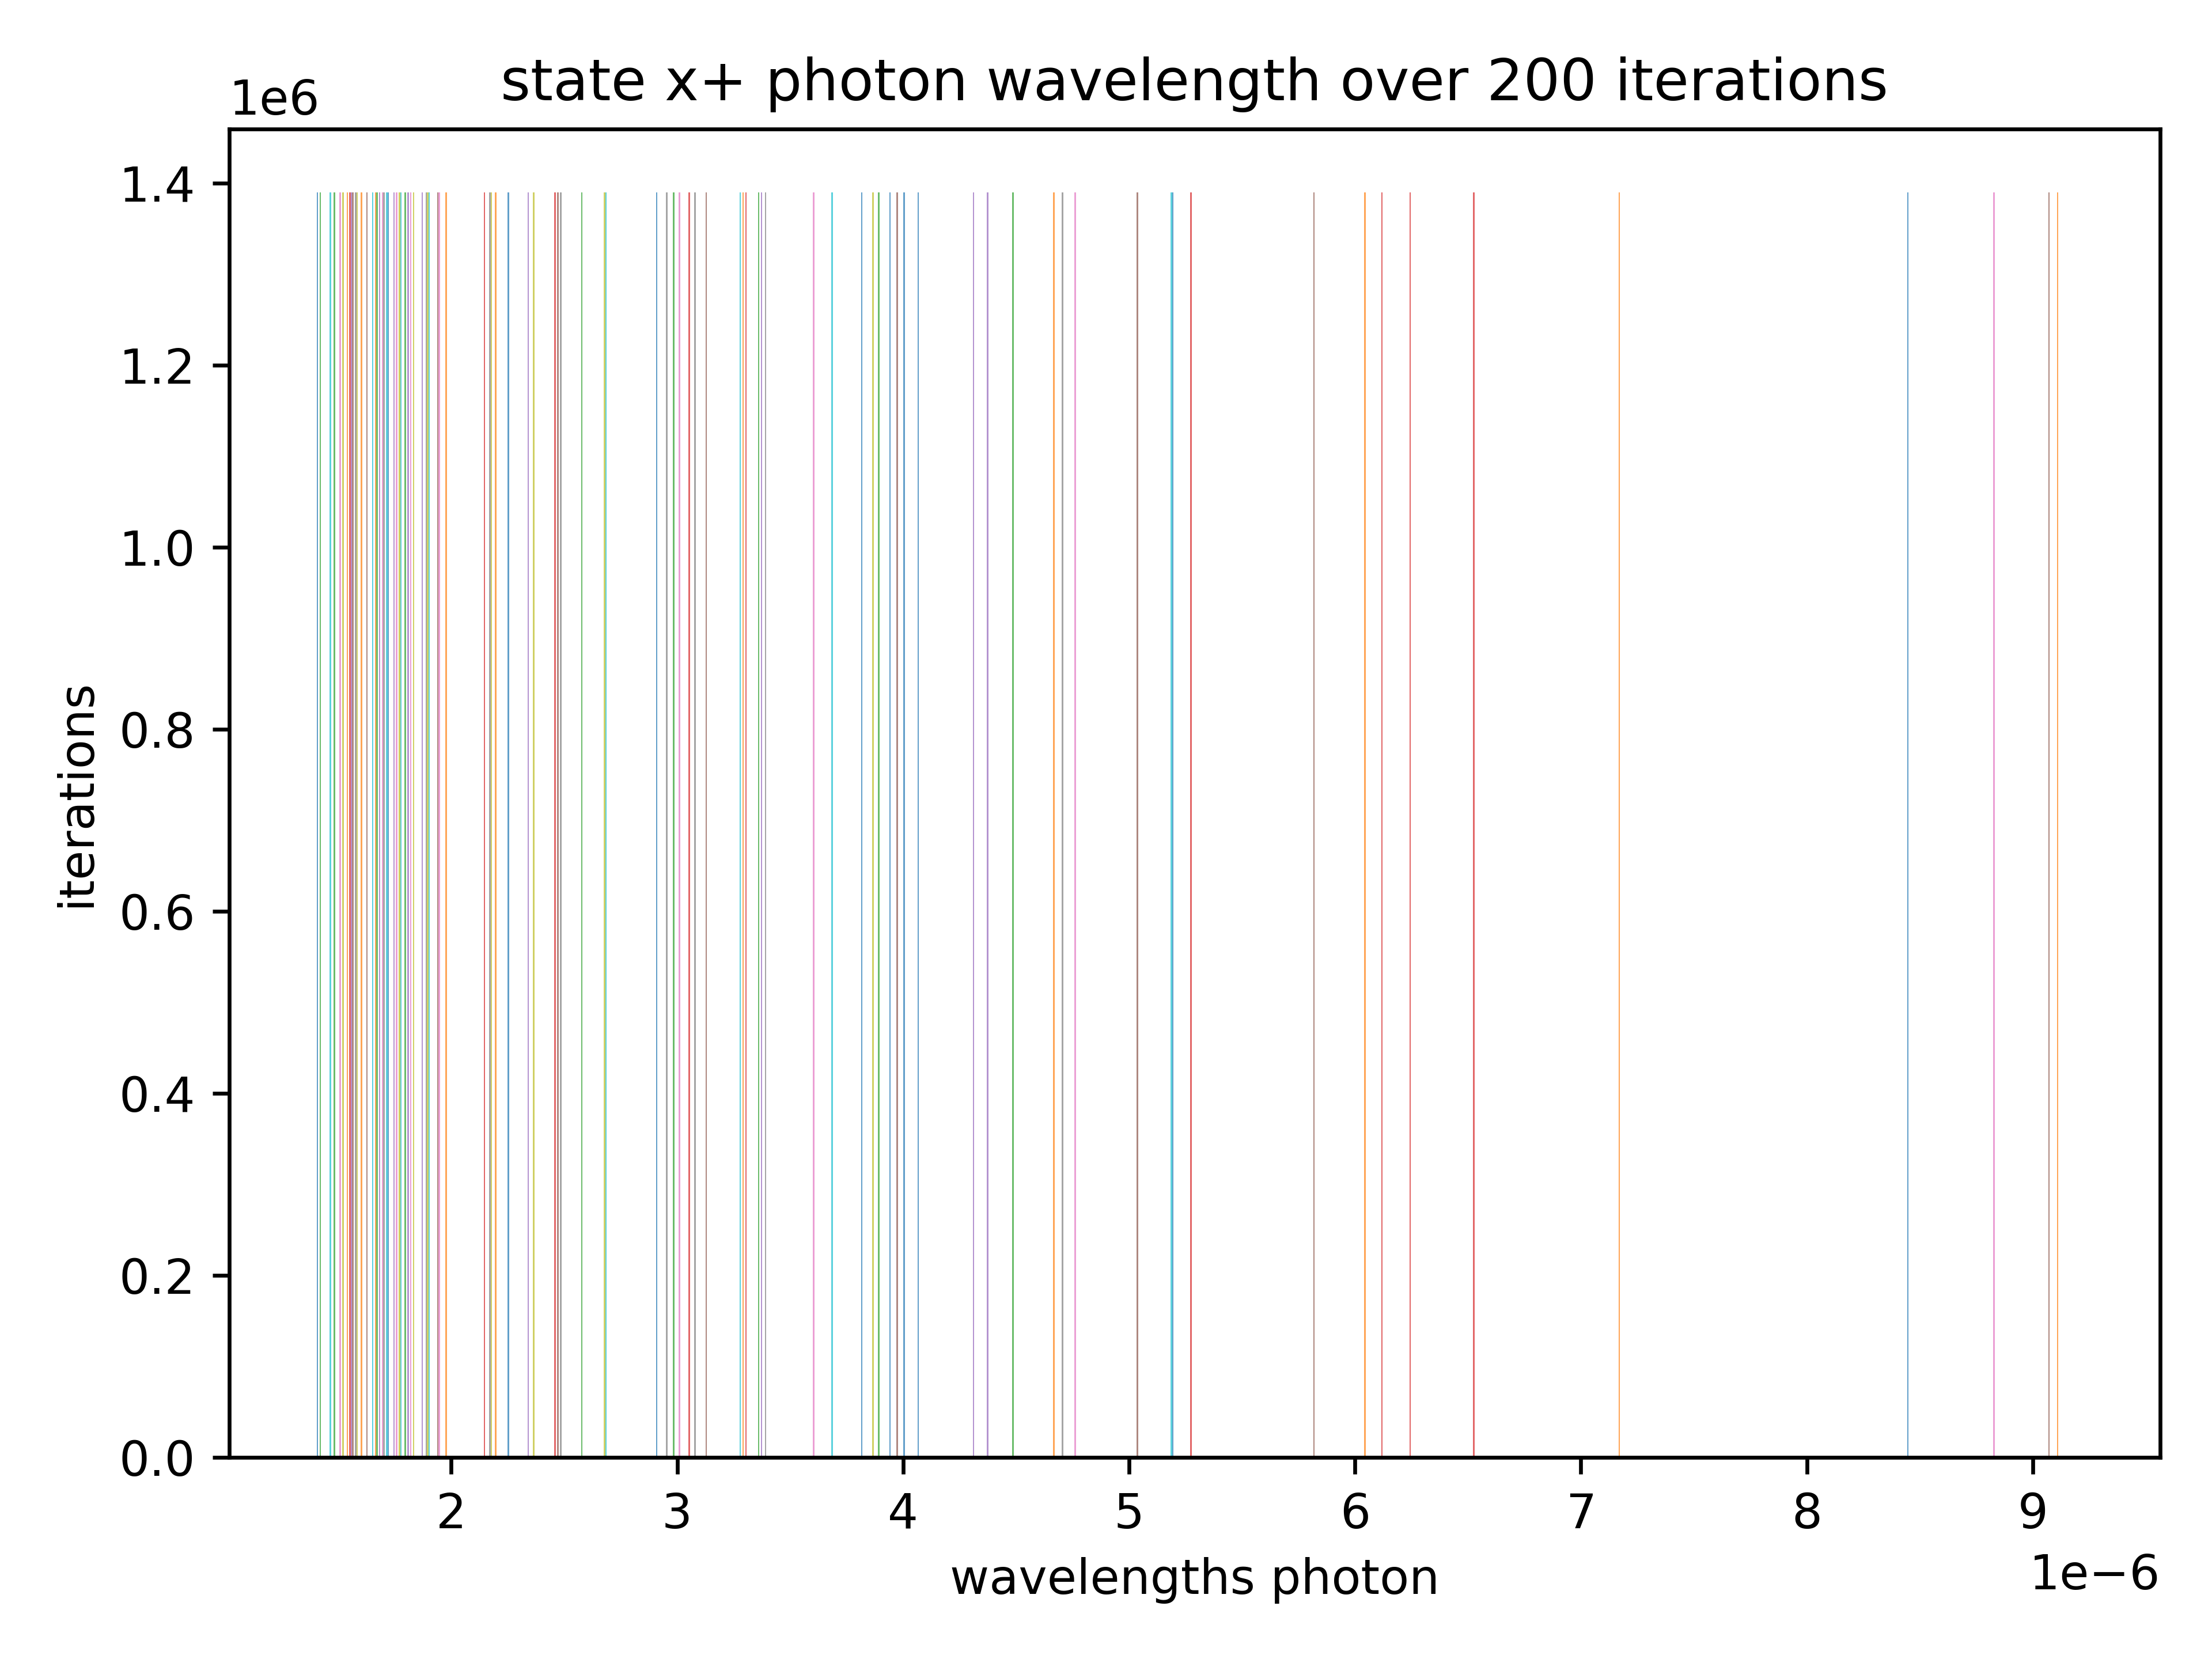 state x+ photon wavelength over 200 iterations
1e6
1.4
1.2
1.0
0.8
0.6
0.4
0.2
0.0
iterations
2 3 4 5 6 7 8 9
wavelengths photon
1e−6